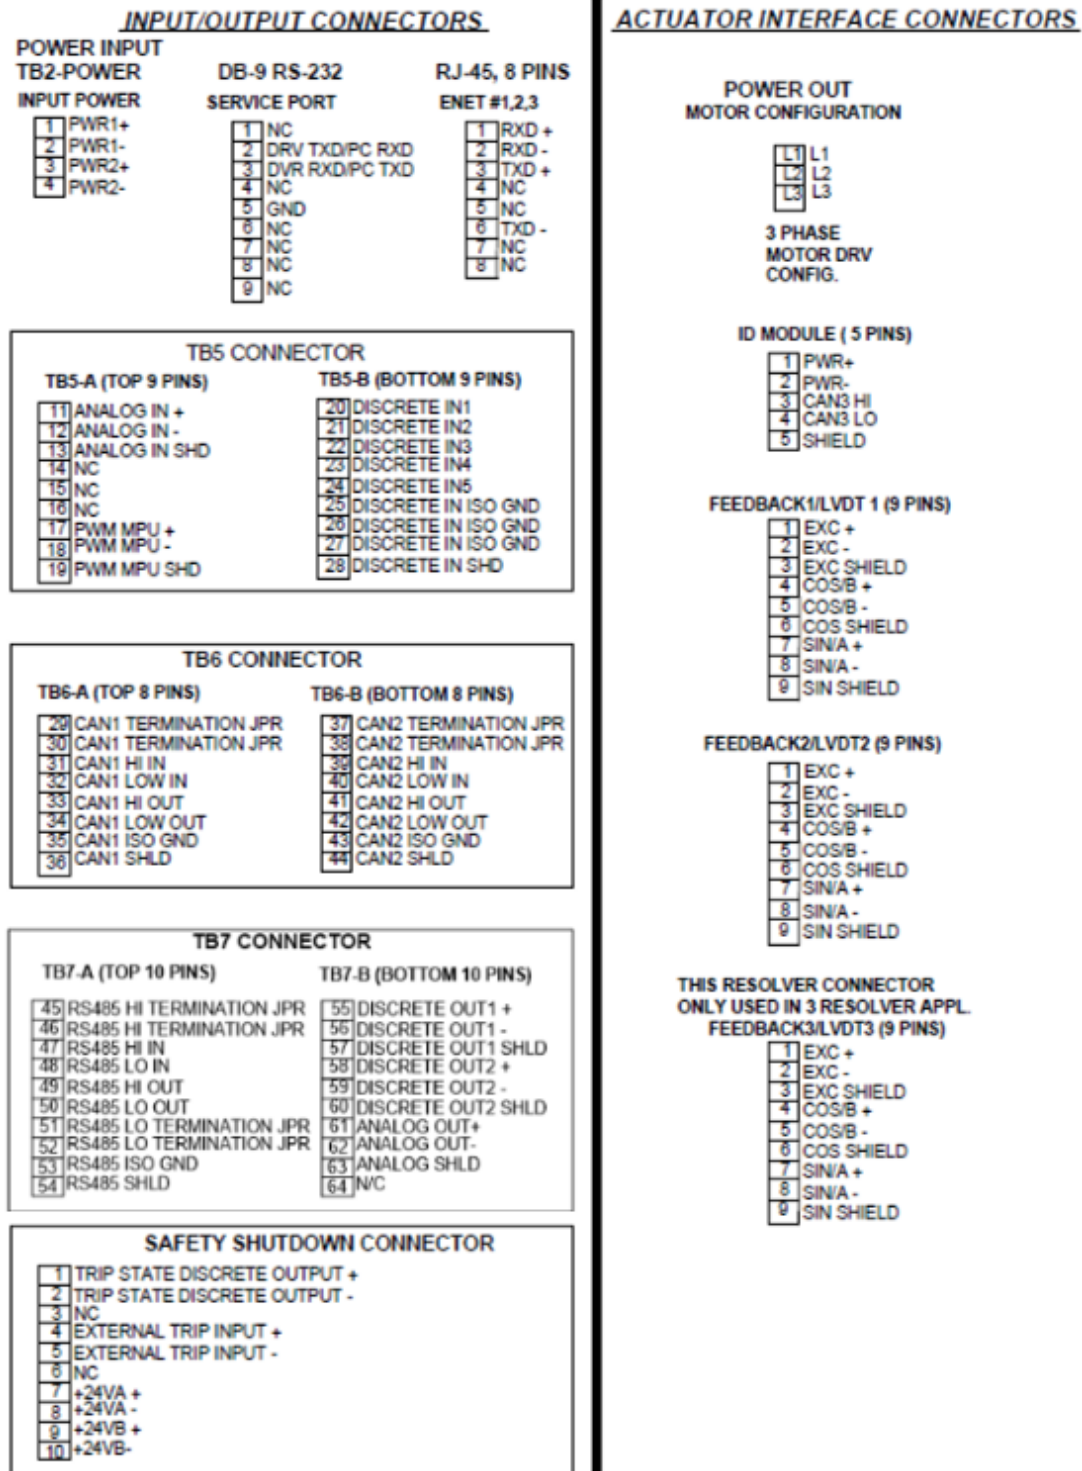 INPUT/OUTPUT CONNECTORS
POWER INPUT
TB2-POWER
INPUT POWER
1 PWR1+
2 PWR1-
3 PWR2+
4 PWR2-
DB-9 RS-232
SERVICE PORT
1 NC
2 DRV TXD/PC RXD
3 DVR RXD/PC TXD
4 NC
5 GND
6 NC
7 NC
8 NC
9 NC
RJ-45, 8 PINS
ENET #1,2,3
1 RXD +
2 RXD -
3 TXD +
4 NC
5 NC
6 TXD -
7 NC
8 NC
TB5 CONNECTOR
TB5-A (TOP 9 PINS)
11 ANALOG IN +
12 ANALOG IN -
13 ANALOG IN SHD
14 NC
15 NC
16 NC
17 PWM MPU +
18 PWM MPU -
19 PWM MPU SHD
TB5-B (BOTTOM 9 PINS)
20 DISCRETE IN1
21 DISCRETE IN2
22 DISCRETE IN3
23 DISCRETE IN4
24 DISCRETE IN5
25 DISCRETE IN ISO GND
26 DISCRETE IN ISO GND
27 DISCRETE IN ISO GND
28 DISCRETE IN SHD
TB6 CONNECTOR
TB6-A (TOP 8 PINS)
29 CAN1 TERMINATION JPR
30 CAN1 TERMINATION JPR
31 CAN1 HI IN
32 CAN1 LOW IN
33 CAN1 HI OUT
34 CAN1 LOW OUT
35 CAN1 ISO GND
36 CAN1 SHLD
TB6-B (BOTTOM 8 PINS)
37 CAN2 TERMINATION JPR
38 CAN2 TERMINATION JPR
39 CAN2 HI IN
40 CAN2 LOW IN
41 CAN2 HI OUT
42 CAN2 LOW OUT
43 CAN2 ISO GND
44 CAN2 SHLD
TB7 CONNECTOR
TB7-A (TOP 10 PINS)
45 RS485 HI TERMINATION JPR
46 RS485 HI TERMINATION JPR
47 RS485 HI IN
48 RS485 LO IN
49 RS485 HI OUT
50 RS485 LO OUT
51 RS485 LO TERMINATION JPR
52 RS485 LO TERMINATION JPR
53 RS485 ISO GND
54 RS485 SHLD
TB7-B (BOTTOM 10 PINS)
55 DISCRETE OUT1 +
56 DISCRETE OUT1 -
57 DISCRETE OUT1 SHLD
58 DISCRETE OUT2 +
59 DISCRETE OUT2 -
60 DISCRETE OUT2 SHLD
61 ANALOG OUT+
62 ANALOG OUT-
63 ANALOG SHLD
64 N/C
SAFETY SHUTDOWN CONNECTOR
1 TRIP STATE DISCRETE OUTPUT +
2 TRIP STATE DISCRETE OUTPUT -
3 NC
4 EXTERNAL TRIP INPUT +
5 EXTERNAL TRIP INPUT -
6 NC
7 +24VA +
8 +24VA -
9 +24VB +
10 +24VB-
ACTUATOR INTERFACE CONNECTORS
POWER OUT
MOTOR CONFIGURATION
L1 L1
L2 L2
L3 L3
3 PHASE
MOTOR DRV
CONFIG.
ID MODULE ( 5 PINS)
1 PWR+
2 PWR-
3 CAN3 HI
4 CAN3 LO
5 SHIELD
FEEDBACK1/LVDT 1 (9 PINS)
1 EXC +
2 EXC -
3 EXC SHIELD
4 COS/B +
5 COS/B -
6 COS SHIELD
7 SIN/A +
8 SIN/A -
9 SIN SHIELD
FEEDBACK2/LVDT2 (9 PINS)
1 EXC +
2 EXC -
3 EXC SHIELD
4 COS/B +
5 COS/B -
6 COS SHIELD
7 SIN/A +
8 SIN/A -
9 SIN SHIELD
THIS RESOLVER CONNECTOR
ONLY USED IN 3 RESOLVER APPL.
FEEDBACK3/LVDT3 (9 PINS)
1 EXC +
2 EXC -
3 EXC SHIELD
4 COS/B +
5 COS/B -
6 COS SHIELD
7 SIN/A +
8 SIN/A -
9 SIN SHIELD